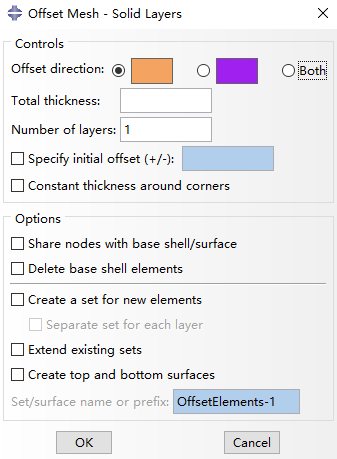 Offset Mesh - Solid Layers
Controls
Offset direction: Both
Total thickness:
Number of layers: 1
Specify initial offset (+/-):
Constant thickness around corners
Options
Share nodes with base shell/surface
Delete base shell elements
Create a set for new elements
Separate set for each layer
Extend existing sets
Create top and bottom surfaces
Set/surface name or prefix: OffsetElements-1
OK Cancel